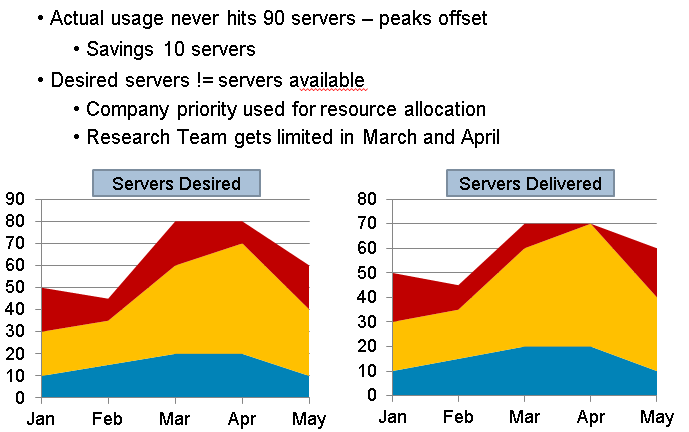 • Actual usage never hits 90 servers – peaks offset
• Savings 10 servers
• Desired servers != servers available
• Company priority used for resource allocation
• Research Team gets limited in March and April
Servers Desired
90
80
70
60
50
40
30
20
10
0
Jan Feb Mar Apr May
Servers Delivered
80
70
60
50
40
30
20
10
0
Jan Feb Mar Apr May